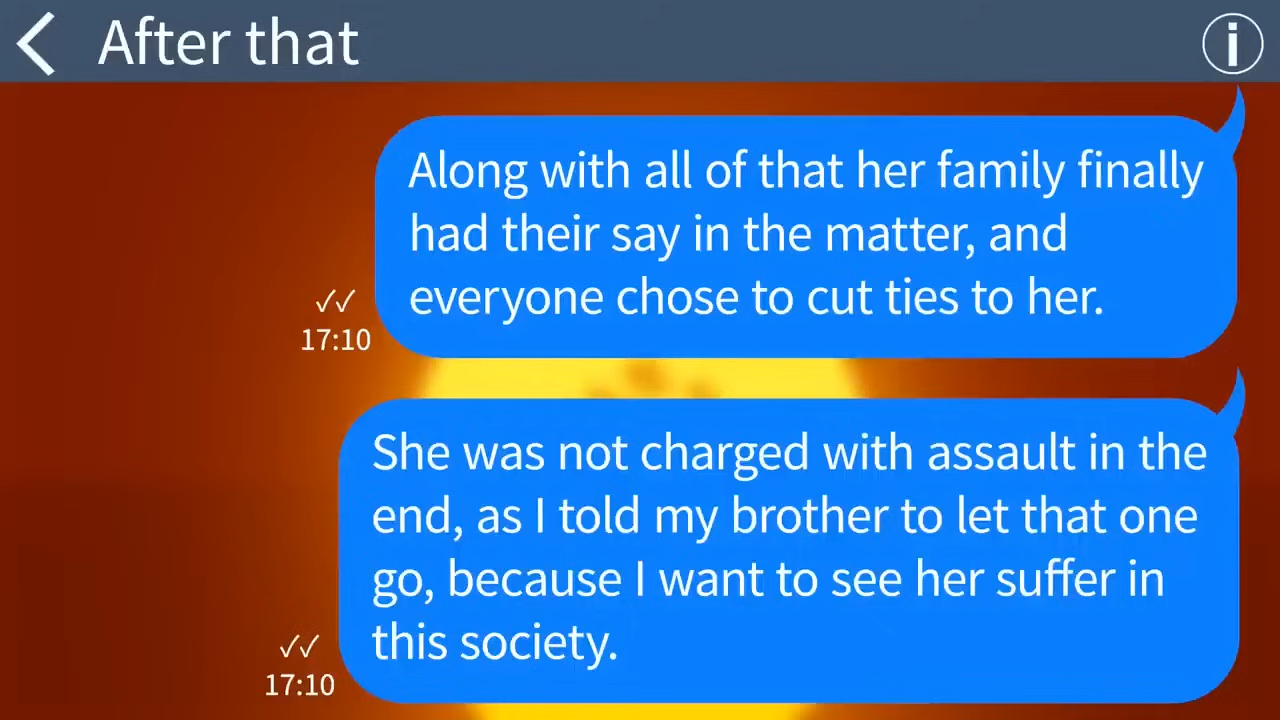 After that
Along with all of that her family finally
had their say in the matter, and
everyone chose to cut ties to her.
✓✓
17:10
She was not charged with assault in the
end, as I told my brother to let that one
go, because I want to see her suffer in
this society.
✓✓
17:10